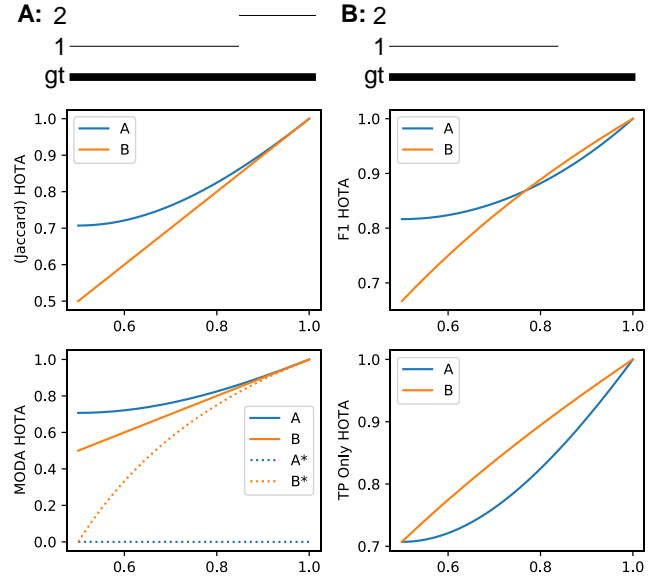 A: 2
1
gt
B: 2
1
gt
(Jaccard) HOTA
1.0
0.9
0.8
0.7
0.6
0.5
A
B
0.6 0.8 1.0
F1 HOTA
1.0
0.9
0.8
0.7
A
B
0.6 0.8 1.0
MODA HOTA
1.0
0.8
0.6
0.4
0.2
0.0
A
B
A*
B*
0.6 0.8 1.0
TP Only HOTA
1.0
0.9
0.8
0.7
A
B
0.6 0.8 1.0